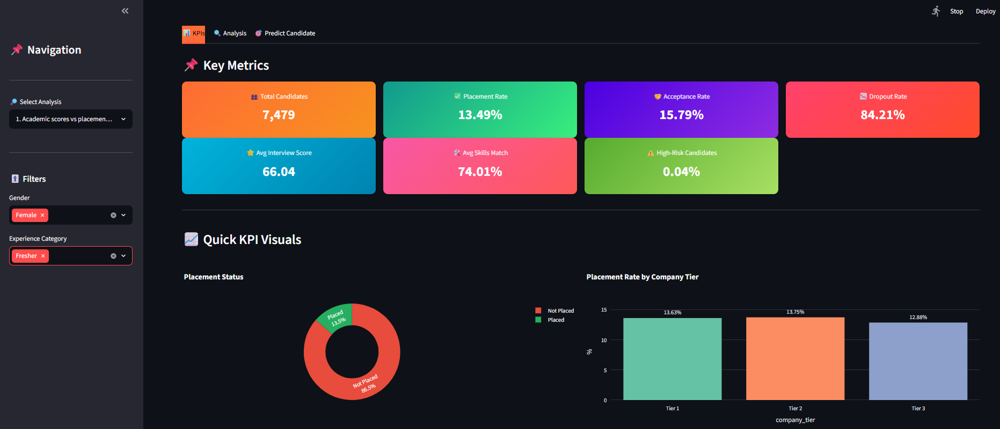 Stop
Deploy
Navigation
Select Analysis
1. Academic scores vs placemen...
Filters
Gender
Female ×
Experience Category
Fresher ×
KPIs
Analysis
Predict Candidate
Key Metrics
Total Candidates
7,479
Placement Rate
13.49%
Acceptance Rate
15.79%
Dropout Rate
84.21%
Avg Interview Score
66.04
Avg Skills Match
74.01%
High-Risk Candidates
0.04%
Quick KPI Visuals
Placement Status
Placed
13.5%
Not Placed
86.5%
Not Placed
Placed
Placement Rate by Company Tier
15
10
5
0
%
13.63%
13.75%
12.88%
Tier 1
Tier 2
Tier 3
company_tier